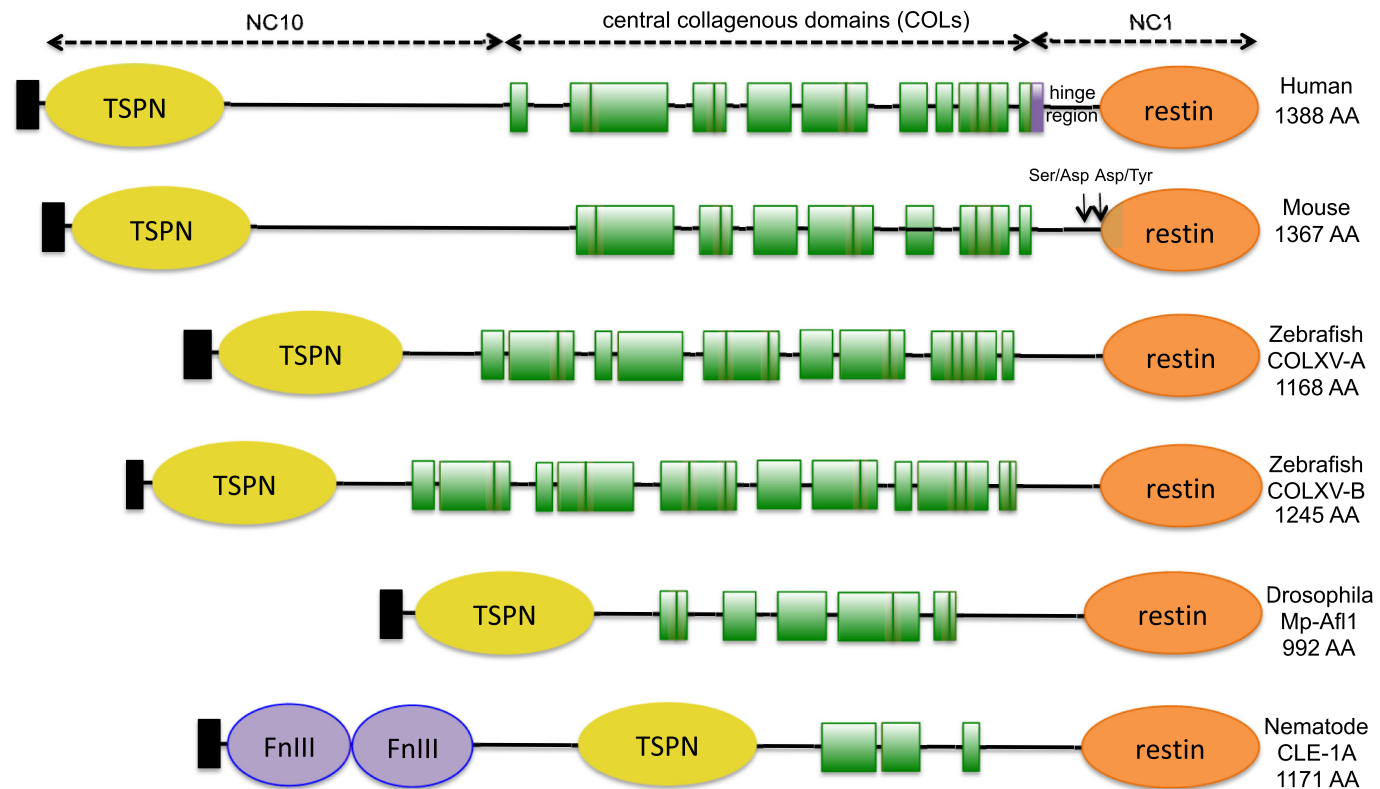 NC10
central collagenous domains (COLs)
NC1
TSPN
hinge
region
restin
Human
1388 AA
Ser/Asp Asp/Tyr
TSPN
restin
Mouse
1367 AA
TSPN
restin
Zebrafish
COLXV-A
1168 AA
TSPN
restin
Zebrafish
COLXV-B
1245 AA
TSPN
restin
Drosophila
Mp-Afl1
992 AA
FnIII
FnIII
TSPN
restin
Nematode
CLE-1A
1171 AA